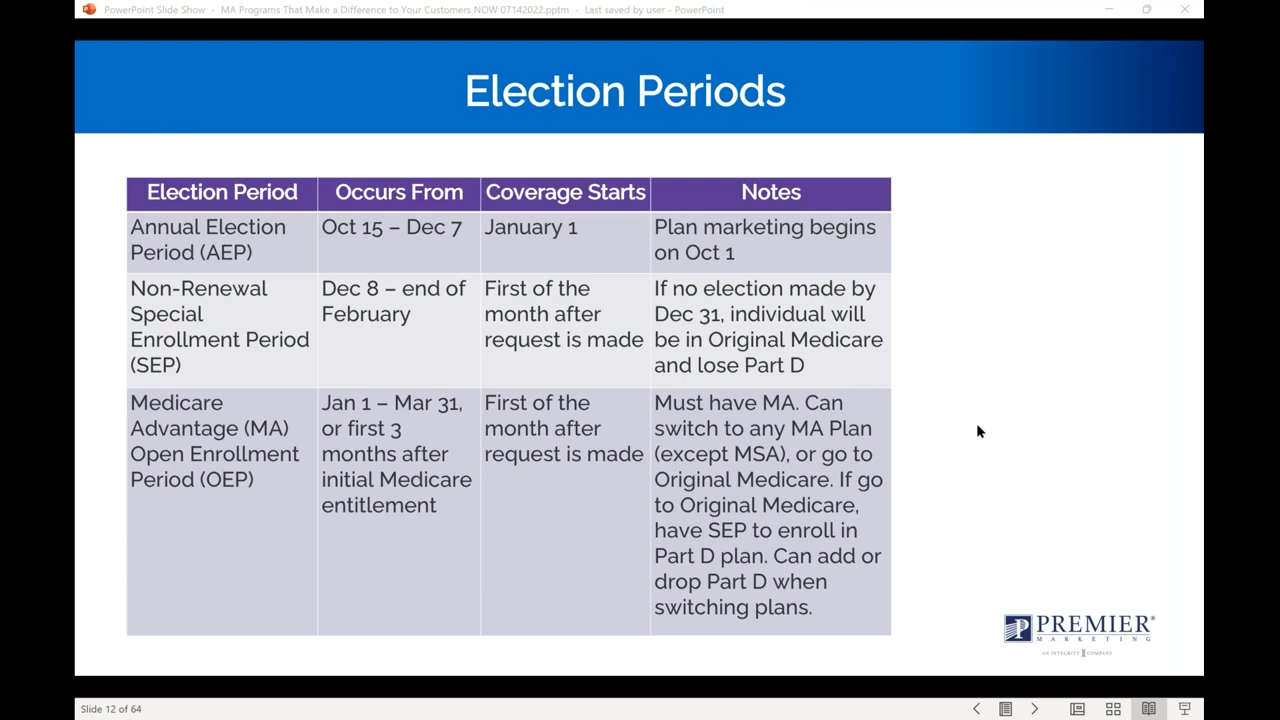 PowerPoint Slide Show - MA Programs That Make a Difference to Your Customers NOW 07142022.pptm - Last saved by user - PowerPoint
Election Periods
Election Period
Occurs From
Coverage Starts
Notes
Annual Election
Period (AEP)
Oct 15 – Dec 7
January 1
Plan marketing begins
on Oct 1
Non-Renewal
Special
Enrollment Period
(SEP)
Dec 8 – end of
February
First of the
month after
request is made
If no election made by
Dec 31, individual will
be in Original Medicare
and lose Part D
Medicare
Advantage (MA)
Open Enrollment
Period (OEP)
Jan 1 – Mar 31,
or first 3
months after
initial Medicare
entitlement
First of the
month after
request is made
Must have MA. Can
switch to any MA Plan
(except MSA), or go to
Original Medicare. If go
to Original Medicare,
have SEP to enroll in
Part D plan. Can add or
drop Part D when
switching plans.
PREMIER®
MARKETING
AN INTEGRITY COMPANY
Slide 12 of 64